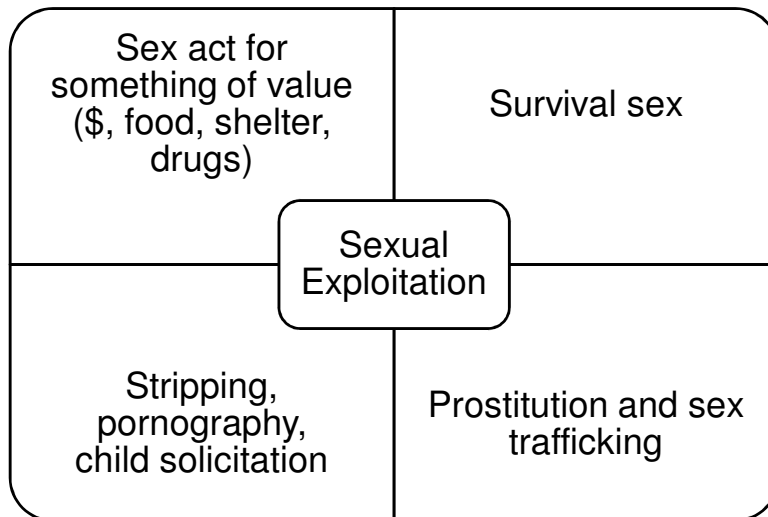 Sex act for
something of value
($, food, shelter,
drugs)
Survival sex
Sexual
Exploitation
Stripping,
pornography,
child solicitation
Prostitution and sex
trafficking